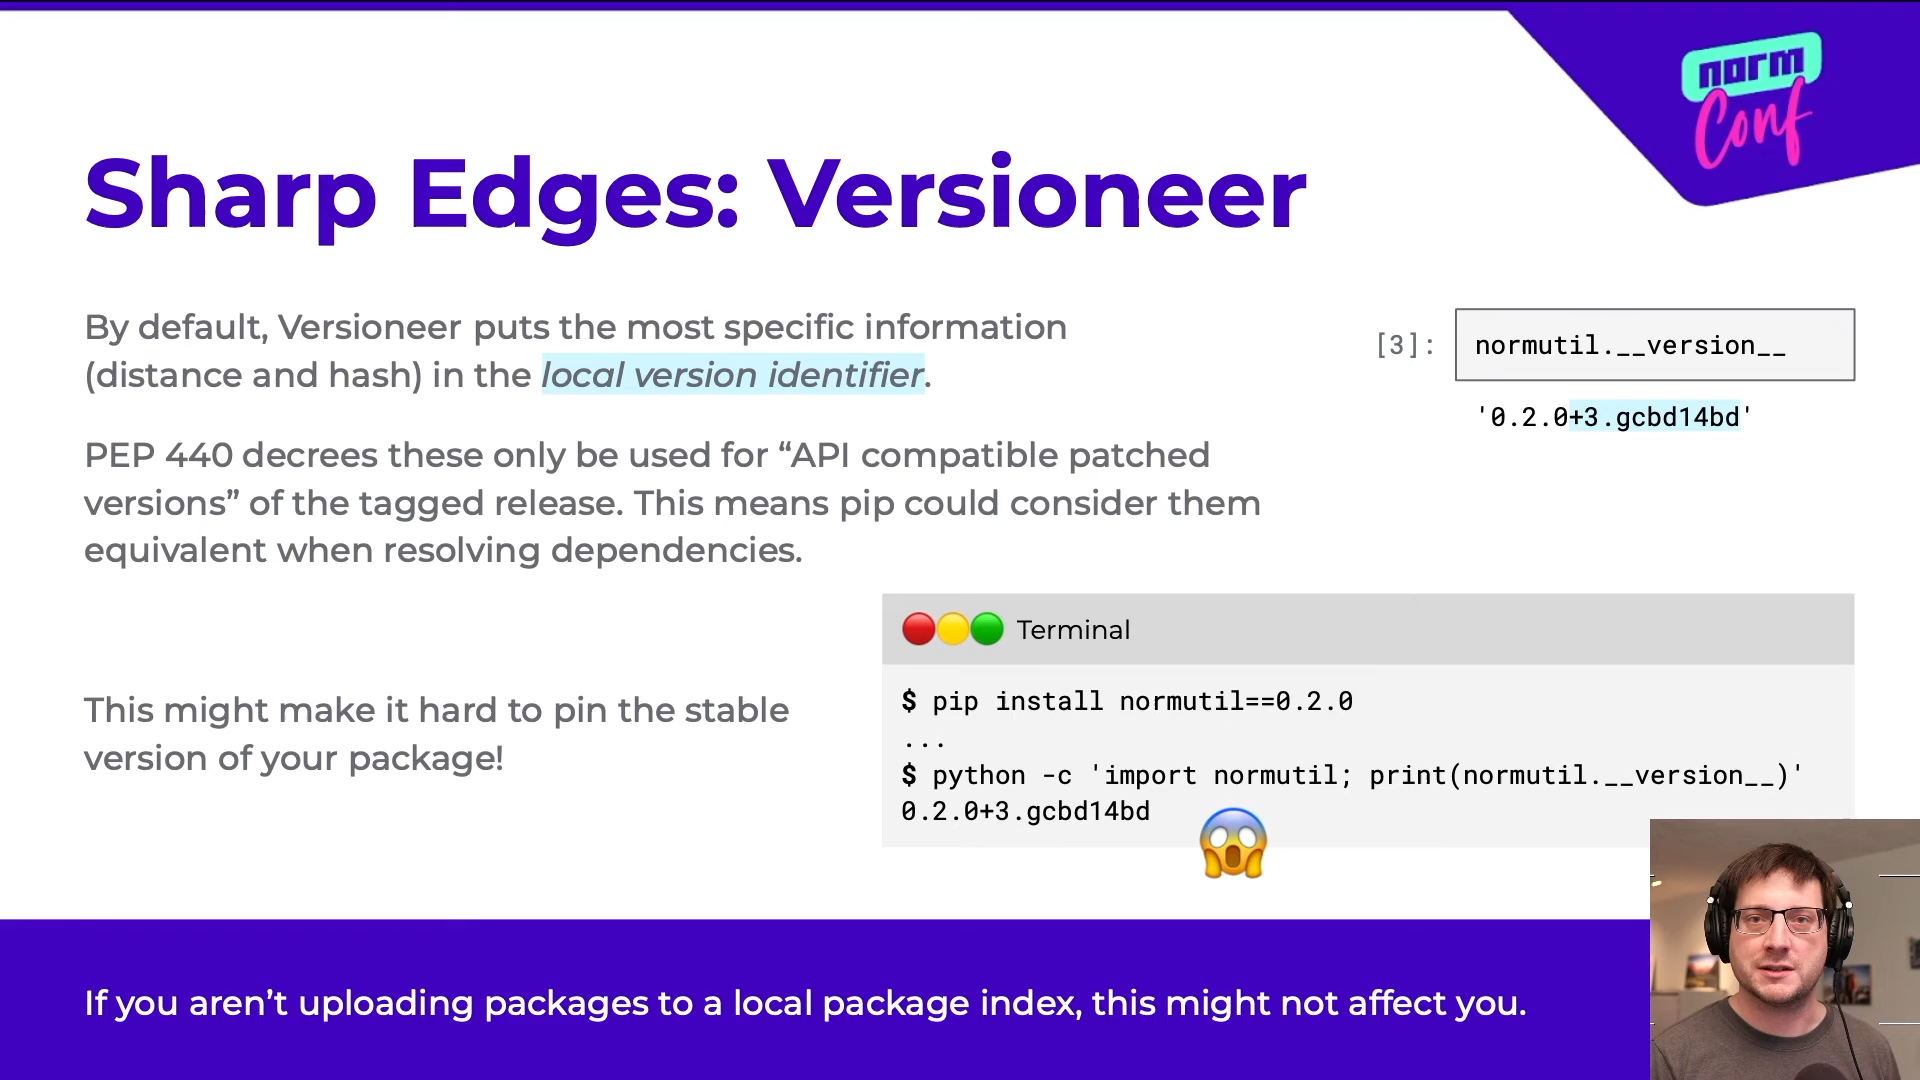 norm
Conf
Sharp Edges: Versioneer
By default, Versioneer puts the most specific information
(distance and hash) in the local version identifier.
[3]:
normutil.__version__
'0.2.0+3.gcbd14bd'
PEP 440 decrees these only be used for “API compatible patched
versions” of the tagged release. This means pip could consider them
equivalent when resolving dependencies.
This might make it hard to pin the stable
version of your package!
Terminal
$ pip install normutil==0.2.0
...
$ python -c 'import normutil; print(normutil.__version__)'
0.2.0+3.gcbd14bd
If you aren’t uploading packages to a local package index, this might not affect you.